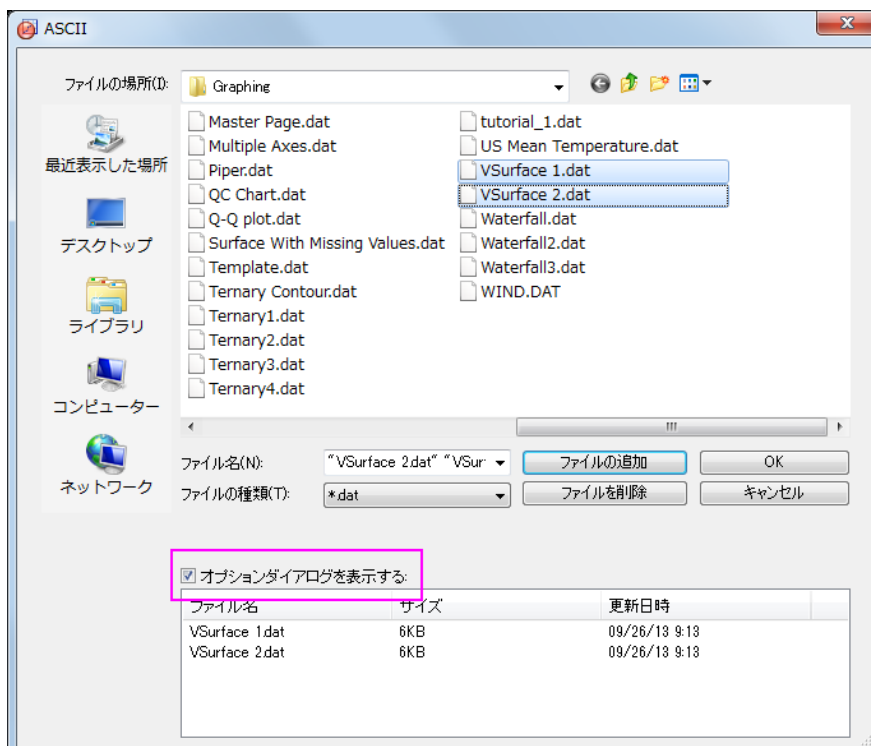 ASCII
ファイルの場所(I):
Graphing
最近表示した場所
デスクトップ
ライブラリ
コンピューター
ネットワーク
Master Page.dat
Multiple Axes.dat
Piper.dat
QC Chart.dat
Q-Q plot.dat
Surface With Missing Values.dat
Template.dat
Ternary Contour.dat
Ternary1.dat
Ternary2.dat
Ternary3.dat
Ternary4.dat
tutorial_1.dat
US Mean Temperature.dat
VSurface 1.dat
VSurface 2.dat
Waterfall.dat
Waterfall2.dat
Waterfall3.dat
WIND.DAT
ファイル名(N): "VSurface 2.dat" "VSur ファイルの追加 OK
ファイルの種類(T): *.dat ファイルを削除 キャンセル
オプションダイアログを表示する:
ファイル名 サイズ 更新日時
VSurface 1.dat 6KB 09/26/13 9:13
VSurface 2.dat 6KB 09/26/13 9:13